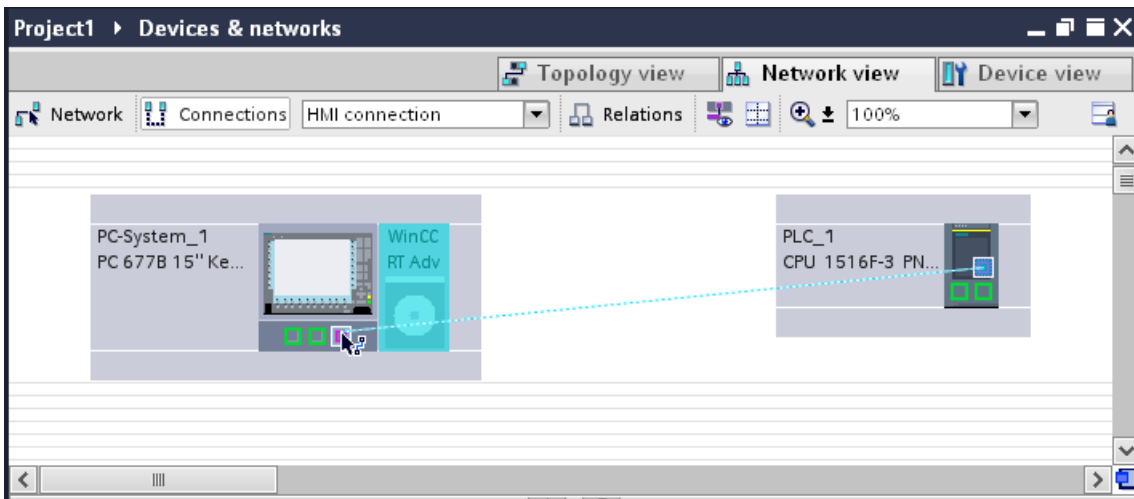 Project1 ▸ Devices & networks
Topology view
Network view
Device view
Network
Connections
HMI connection
Relations
100%
PC-System_1
PC 677B 15" Ke...
WinCC
RT Adv
PLC_1
CPU 1516F-3 PN...